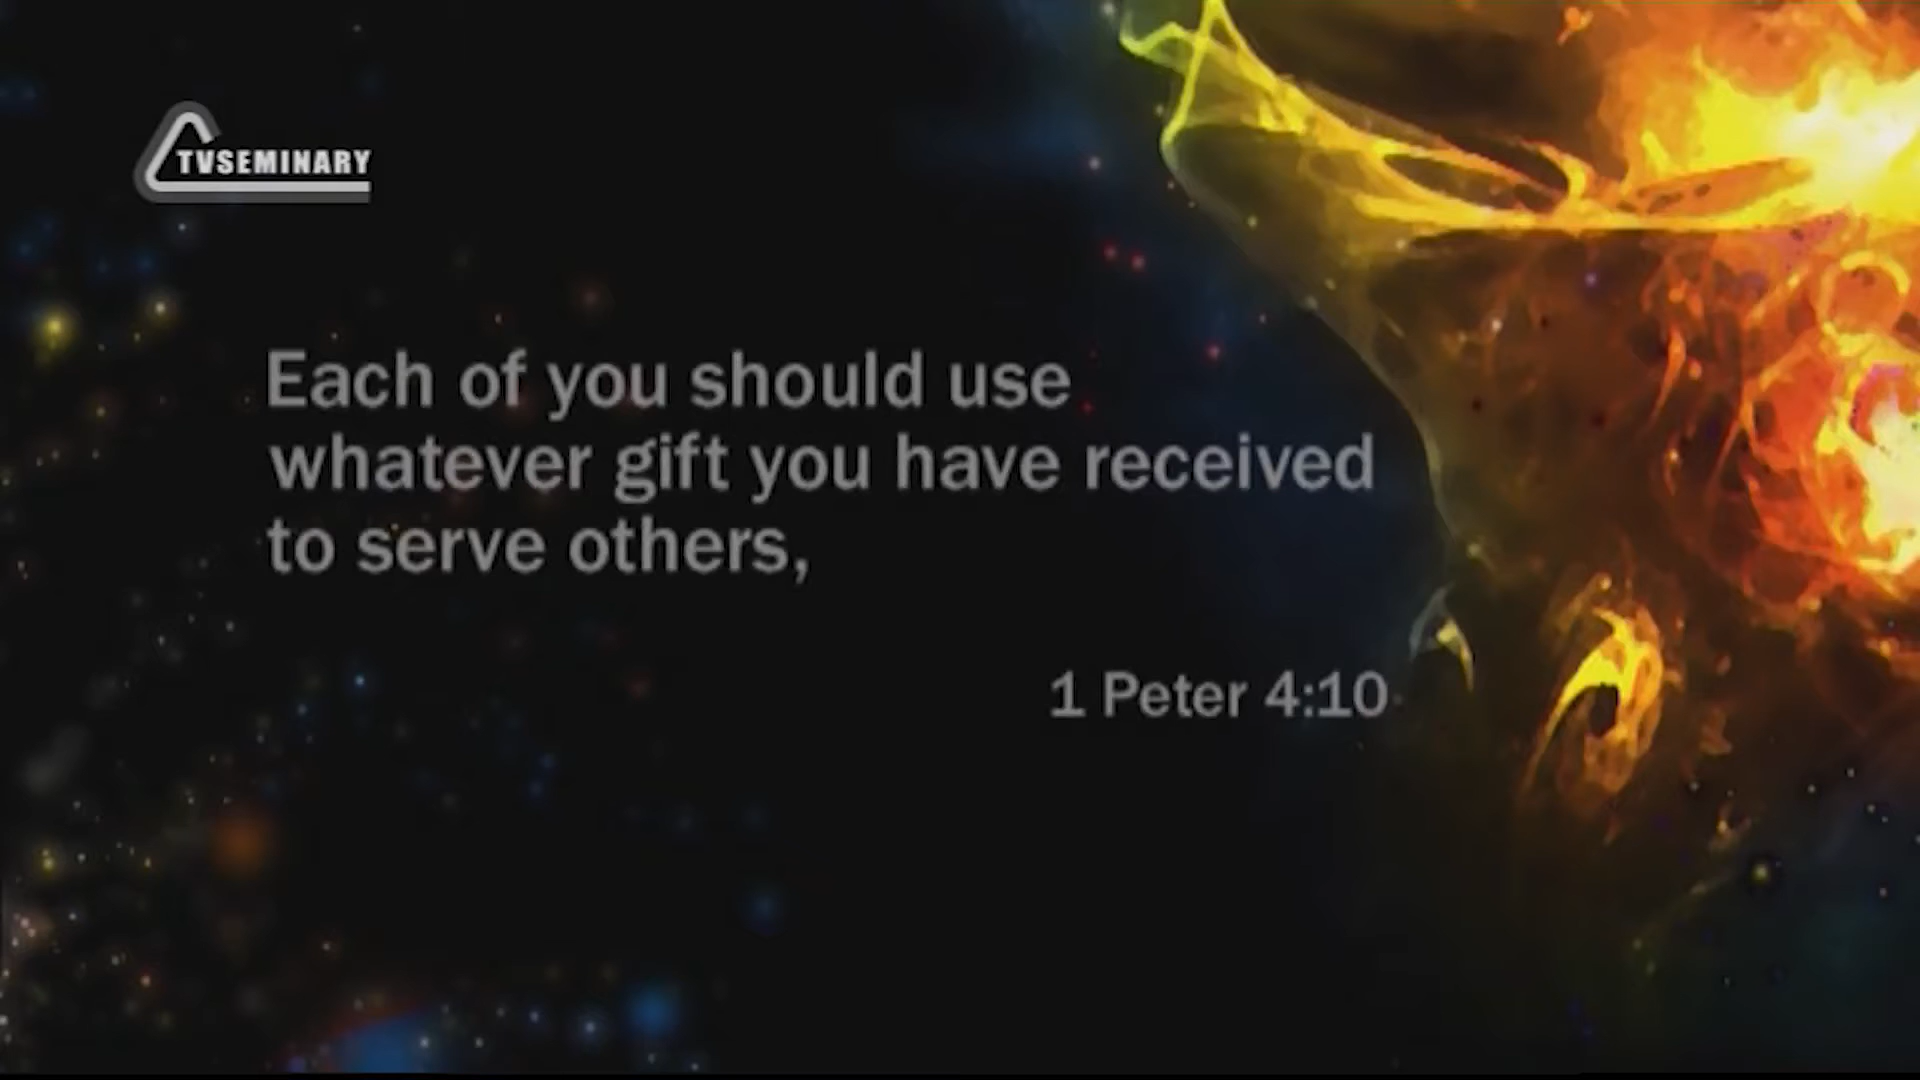 TVSEMINARY
Each of you should use
whatever gift you have received
to serve others,
1 Peter 4:10